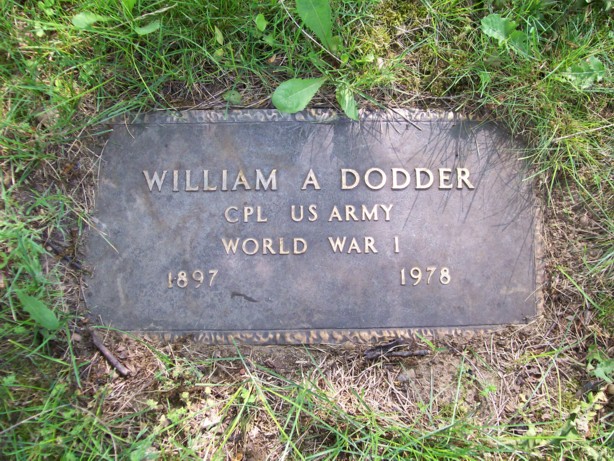 WILLIAM A DODDER
CPL US ARMY
WORLD WAR I
1897 1978